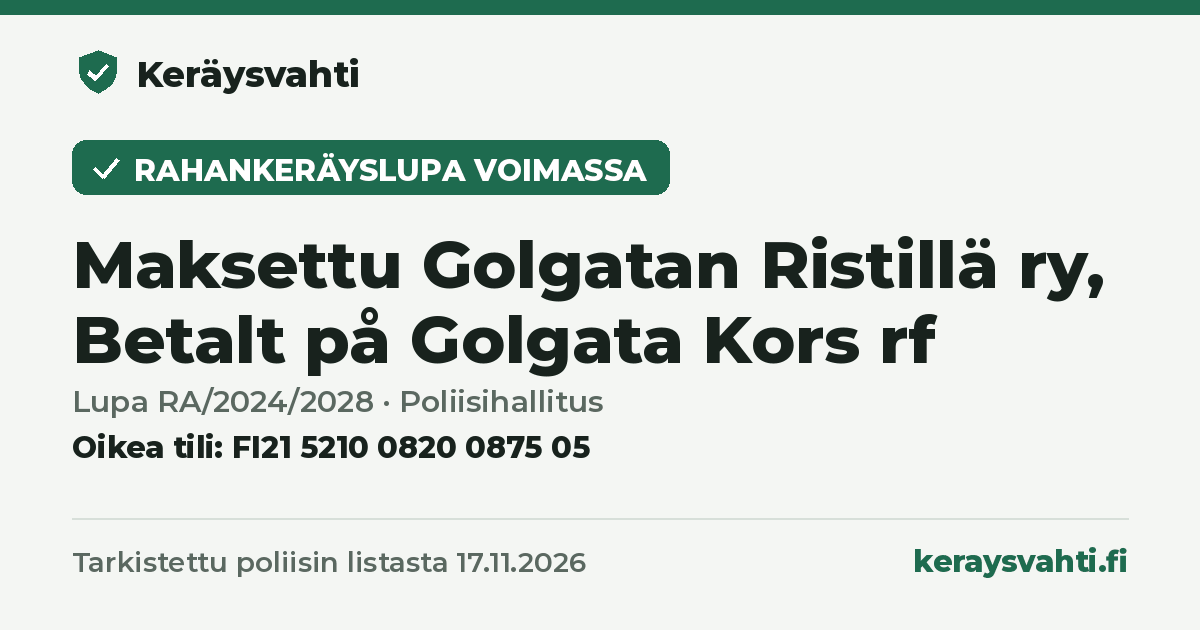 Keräysvahti
RAHANKERÄYSLUPA VOIMASSA
Maksettu Golgatan Ristillä ry,
Betalt på Golgata Kors rf
Lupa RA/2024/2028 · Poliisihallitus
Oikea tili: FI21 5210 0820 0875 05
Tarkistettu poliisin listasta 17.11.2026
keraysvahti.fi